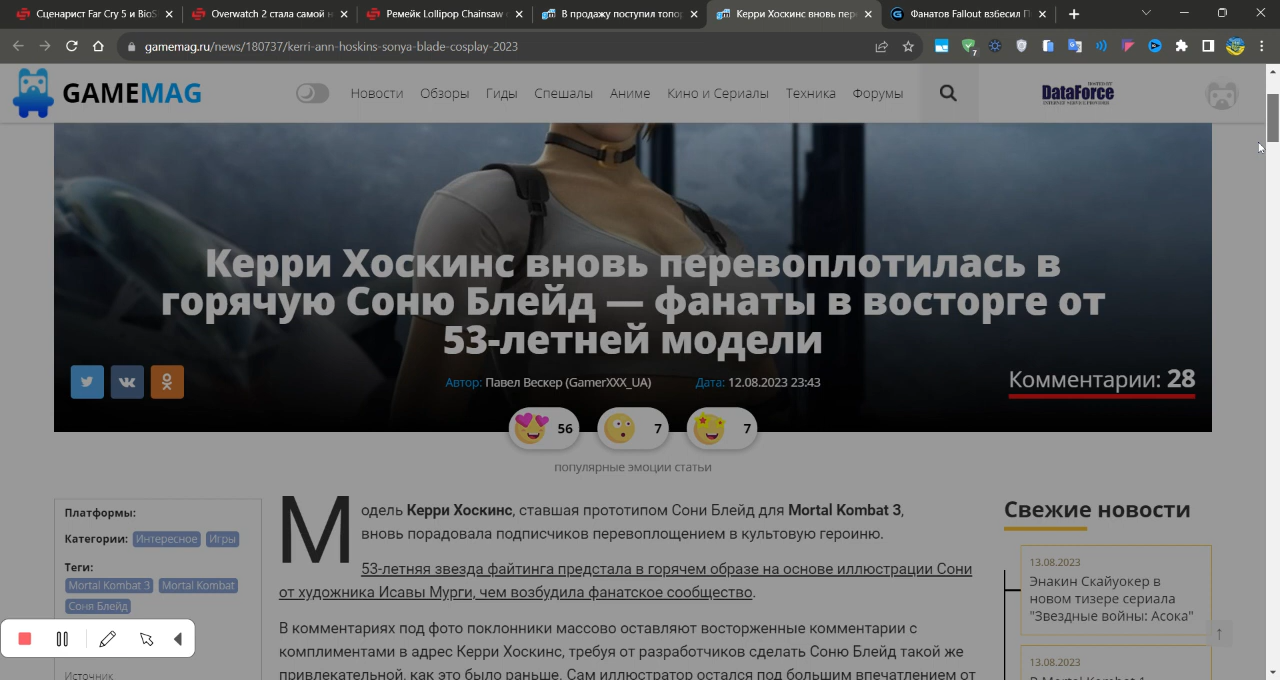 Сценарист Far Cry 5 и BioS
Overwatch 2 стала самой н
Ремейк Lollipop Chainsaw
В продажу поступил топор
Керри Хоскинс вновь пере
Фанатов Fallout взбесил П
gamemag.ru/news/180737/kerri-ann-hoskins-sonya-blade-cosplay-2023
7
GAMEMAG
Новости Обзоры Гиды Спешалы Аниме Кино и Сериалы Техника Форумы
DataForce
Керри Хоскинс вновь перевоплотилась в
горячую Соню Блейд — фанаты в восторге от
53-летней модели
Автор: Павел Вескер (GamerXXX_UA) Дата: 12.08.2023 23:43
Комментарии: 28
56 7 7
популярные эмоции статьи
Платформы:
Категории: Интересное Игры
Теги:
Mortal Kombat 3 Mortal Kombat
Соня Блейд
Источник
Модель Керри Хоскинс, ставшая прототипом Сони Блейд для Mortal Kombat 3,
вновь порадовала подписчиков перевоплощением в культовую героиню.
53-летняя звезда файтинга предстала в горячем образе на основе иллюстрации Сони
от художника Исавы Мурги, чем возбудила фанатское сообщество.
В комментариях под фото поклонники массово оставляют восторженные комментарии с
комплиментами в адрес Керри Хоскинс, требуя от разработчиков сделать Соню Блейд такой же
привлекательной, как это было раньше. Сам иллюстратор остался под большим впечатлением от
Свежие новости
13.08.2023
Энакин Скайуокер в
новом тизере сериала
"Звездные войны: Асока"
13.08.2023
В Mortal Kombat 1